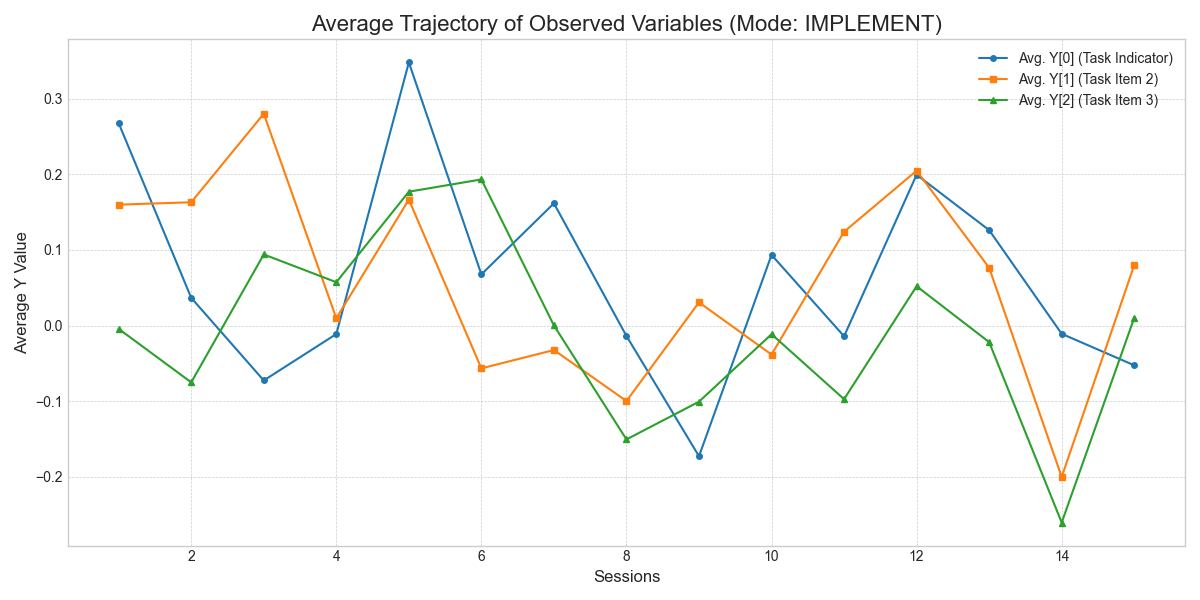 Average Trajectory of Observed Variables (Mode: IMPLEMENT)
Avg. Y[0] (Task Indicator)
Avg. Y[1] (Task Item 2)
Avg. Y[2] (Task Item 3)
Average Y Value
0.3
0.2
0.1
0.0
−0.1
−0.2
2 4 6 8 10 12 14
Sessions